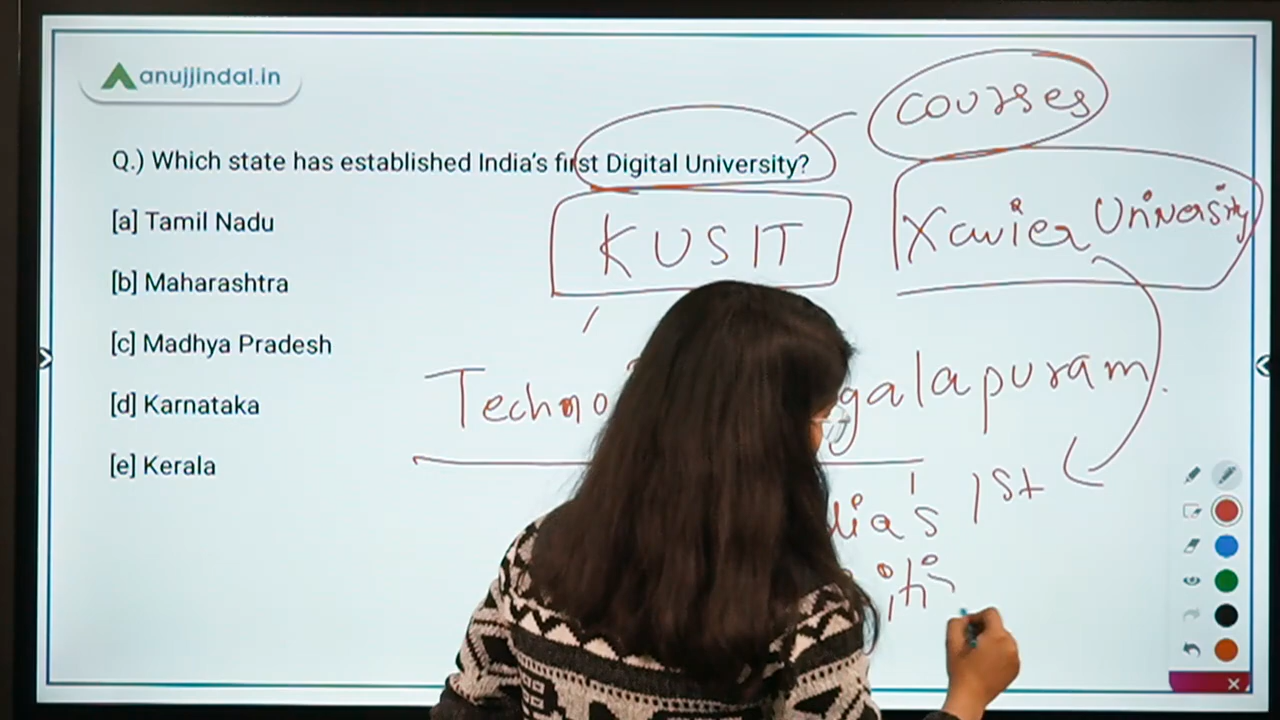 anujjindal.in
courses
Q.) Which state has established India's first Digital University?
[a] Tamil Nadu
KUSIT
Xavier University
[b] Maharashtra
[c] Madhya Pradesh
Techno galapuram.
[d] Karnataka
[e] Kerala
1st